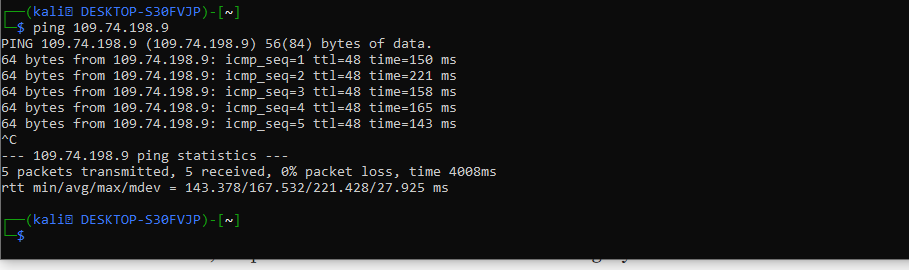 ┌──(kali㉿ DESKTOP-S30FVJP)-[~]
└─$ ping 109.74.198.9
PING 109.74.198.9 (109.74.198.9) 56(84) bytes of data.
64 bytes from 109.74.198.9: icmp_seq=1 ttl=48 time=150 ms
64 bytes from 109.74.198.9: icmp_seq=2 ttl=48 time=221 ms
64 bytes from 109.74.198.9: icmp_seq=3 ttl=48 time=158 ms
64 bytes from 109.74.198.9: icmp_seq=4 ttl=48 time=165 ms
64 bytes from 109.74.198.9: icmp_seq=5 ttl=48 time=143 ms
^C
--- 109.74.198.9 ping statistics ---
5 packets transmitted, 5 received, 0% packet loss, time 4008ms
rtt min/avg/max/mdev = 143.378/167.532/221.428/27.925 ms
┌──(kali㉿ DESKTOP-S30FVJP)-[~]
└─$